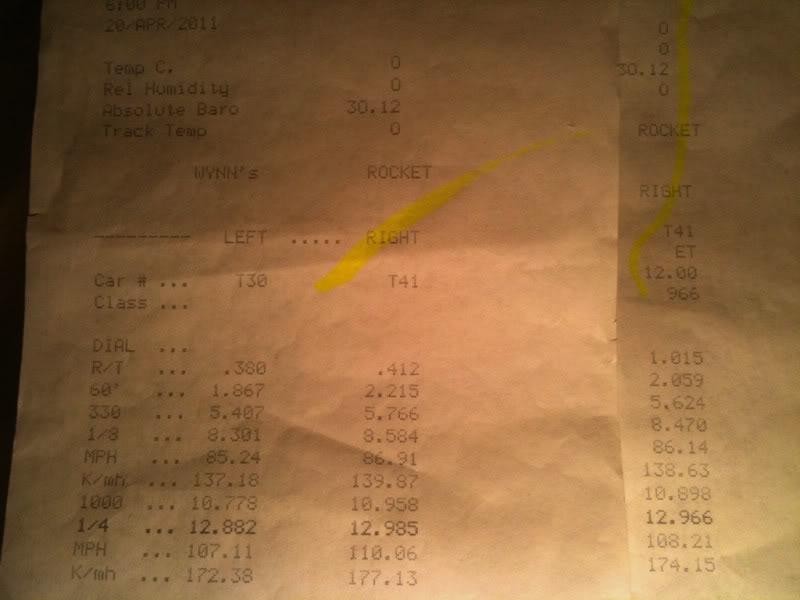 6:00 PM
20/APR/2011
Temp C. 0
Rel Humidity 0
Absolute Baro 30.12
Track Temp 0
WYNN's ROCKET
--------- LEFT ..... RIGHT
Car # ... T30 T41
Class ...
DIAL ...
R/T ... .380 .412
60' ... 1.867 2.215
330 ... 5.407 5.766
1/8 ... 8.301 8.584
MPH ... 85.24 86.91
K/mh ... 137.18 139.87
1000 ... 10.778 10.958
1/4 ... 12.882 12.985
MPH ... 107.11 110.06
K/mh ... 172.38 177.13
0
0
30.12
0
ROCKET
RIGHT
T41
ET
12.00
966
1.015
2.059
5.624
8.470
86.14
138.63
10.898
12.966
108.21
174.15